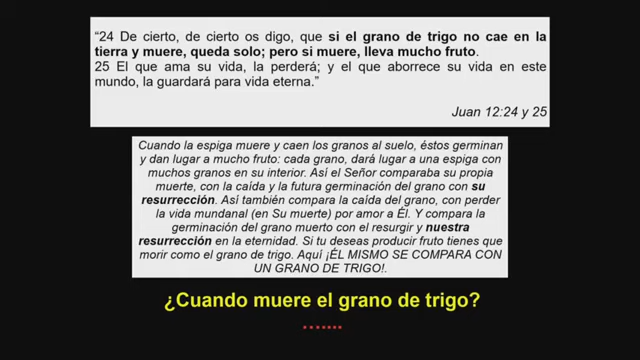 “24 De cierto, de cierto os digo, que si el grano de trigo no cae en la
tierra y muere, queda solo; pero si muere, lleva mucho fruto.
25 El que ama su vida, la perderá; y el que aborrece su vida en este
mundo, la guardará para vida eterna.”
Juan 12:24 y 25
Cuando la espiga muere y caen los granos al suelo, éstos germinan
y dan lugar a mucho fruto: cada grano, dará lugar a una espiga con
muchos granos en su interior. Así el Señor comparaba su propia
muerte, con la caída y la futura germinación del grano con su
resurrección. Así también compara la caída del grano, con perder
la vida mundanal (en Su muerte) por amor a Él. Y compara la
germinación del grano muerto con el resurgir y nuestra
resurrección en la eternidad. Si tu deseas producir fruto tienes que
morir como el grano de trigo. Aquí ¡ÉL MISMO SE COMPARA CON
UN GRANO DE TRIGO!.
¿Cuando muere el grano de trigo?
.......